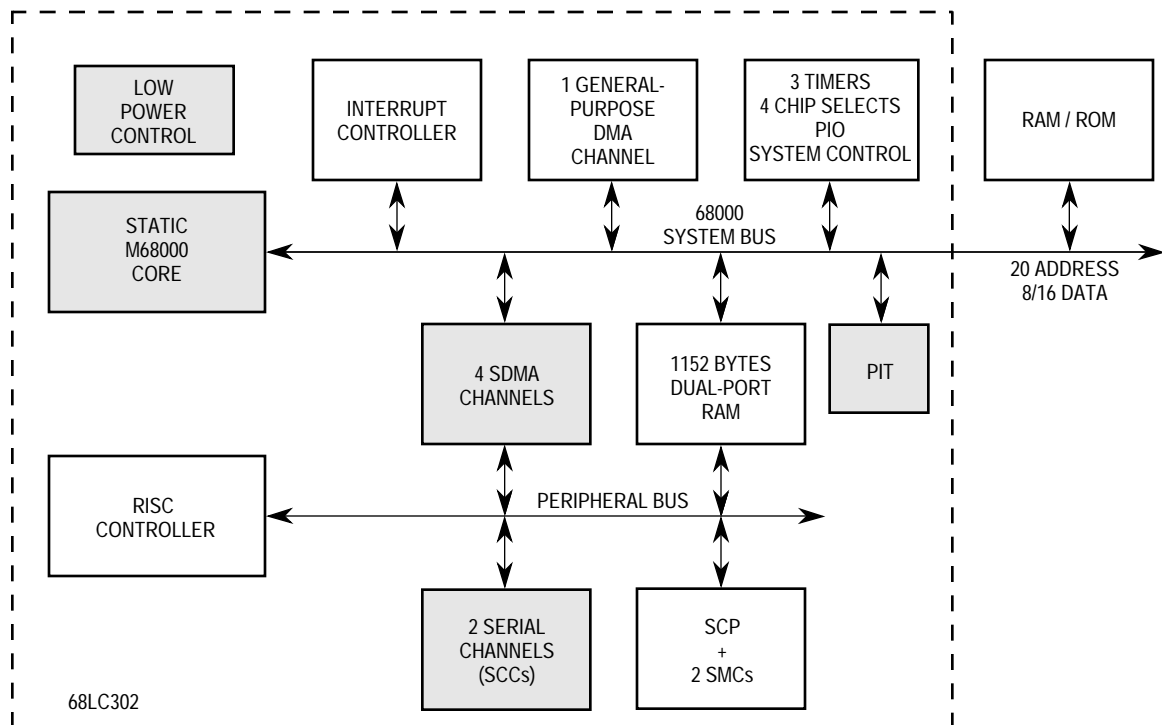 LOW
POWER
CONTROL
INTERRUPT
CONTROLLER
1 GENERAL-
PURPOSE
DMA
CHANNEL
3 TIMERS
4 CHIP SELECTS
PIO
SYSTEM CONTROL
RAM / ROM
STATIC
M68000
CORE
68000
SYSTEM BUS
20 ADDRESS
8/16 DATA
4 SDMA
CHANNELS
1152 BYTES
DUAL-PORT
RAM
PIT
RISC
CONTROLLER
PERIPHERAL BUS
2 SERIAL
CHANNELS
(SCCs)
SCP
+
2 SMCs
68LC302